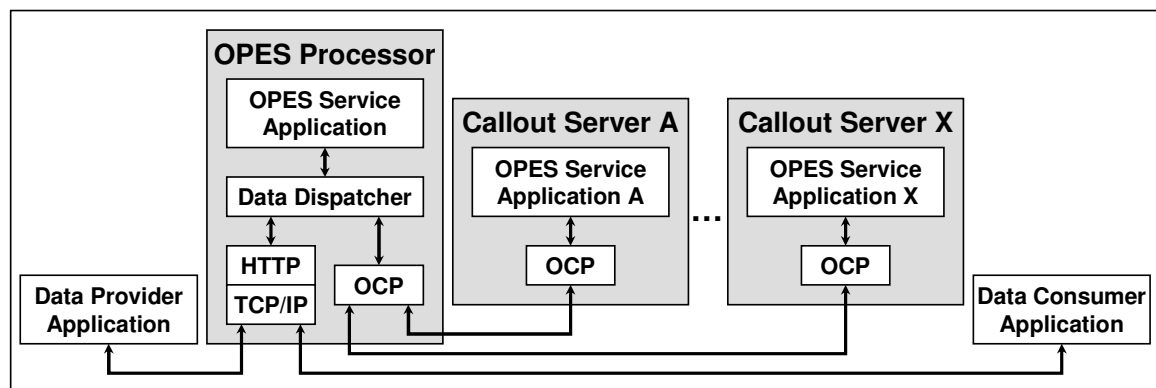 OPES Processor
OPES Service
Application
Data Dispatcher
HTTP
TCP/IP
OCP
Callout Server A
OPES Service
Application A
OCP
...
Callout Server X
OPES Service
Application X
OCP
Data Provider
Application
Data Consumer
Application